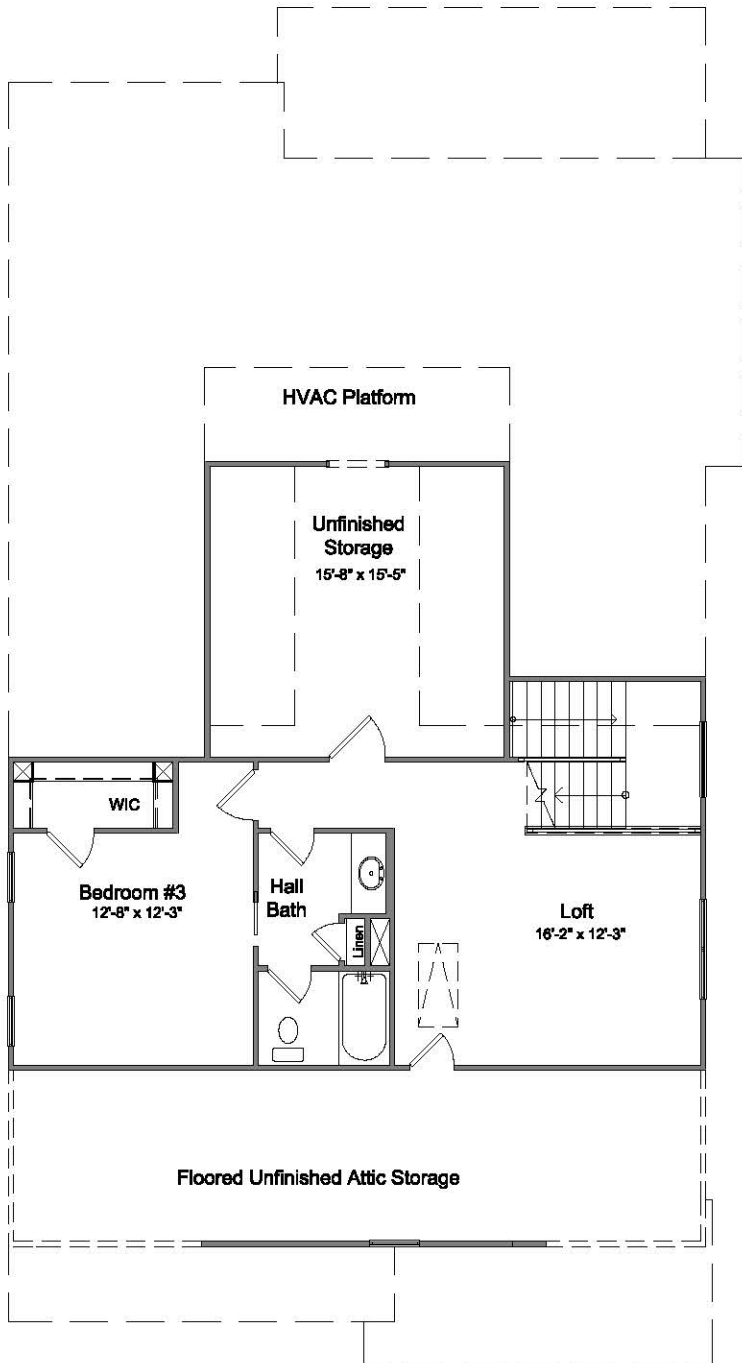 HVAC Platform
Unfinished
Storage
15'-8" x 15'-5"
WIC
Bedroom #3
12'-8" x 12'-3"
Hall
Bath
Linen
Loft
16'-2" x 12'-3"
Floored Unfinished Attic Storage